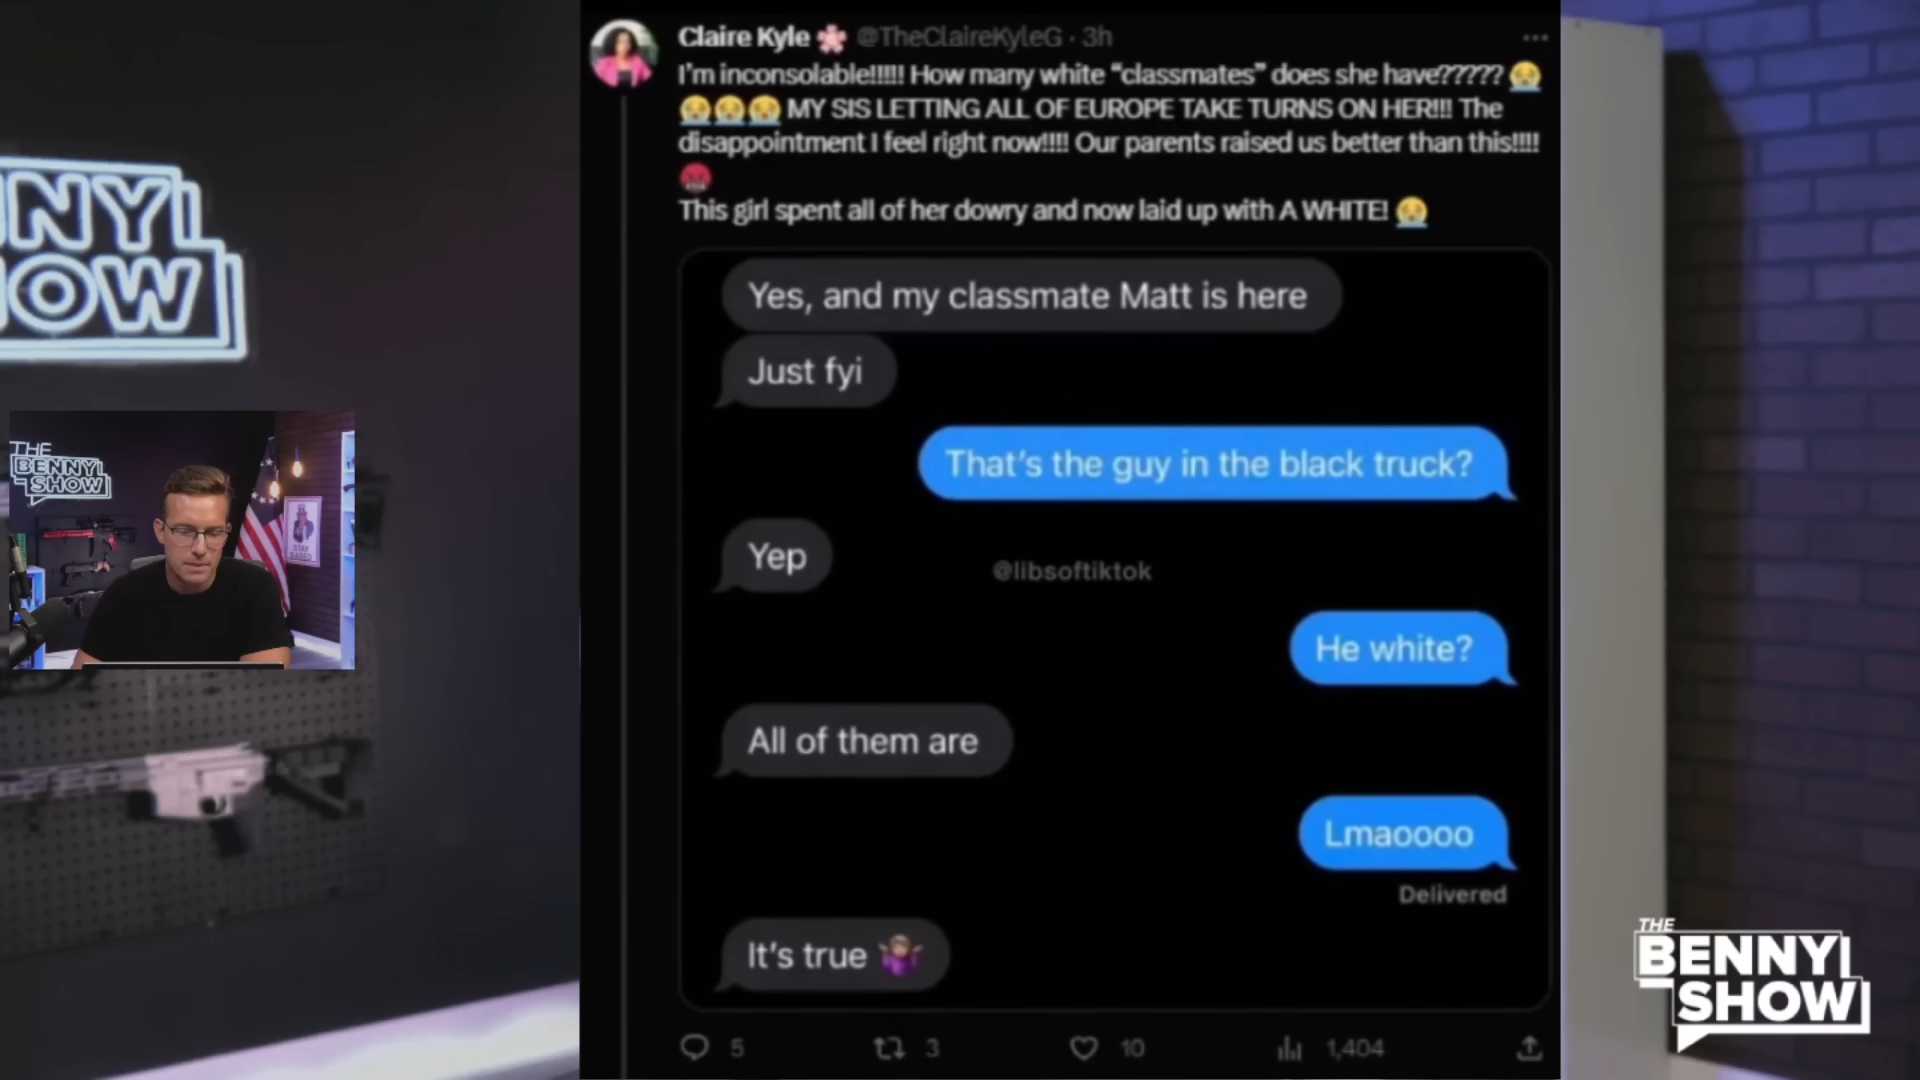 Claire Kyle 🌸 @TheClaireKyleG · 3h
I'm inconsolable!!!!! How many white “classmates” does she have????? 😭
😭😭😭 MY SIS LETTING ALL OF EUROPE TAKE TURNS ON HER!!! The
disappointment I feel right now!!!! Our parents raised us better than this!!!!
🤬
This girl spent all of her dowry and now laid up with A WHITE! 😭
Yes, and my classmate Matt is here
Just fyi
That's the guy in the black truck?
Yep
@libsoftiktok
He white?
All of them are
Lmaoooo
Delivered
It's true 🤷🏽‍♀️
5 3 10 1,404
NNY
OW
THE
BENNY
SHOW
STAY
THE
BENNY
SHOW